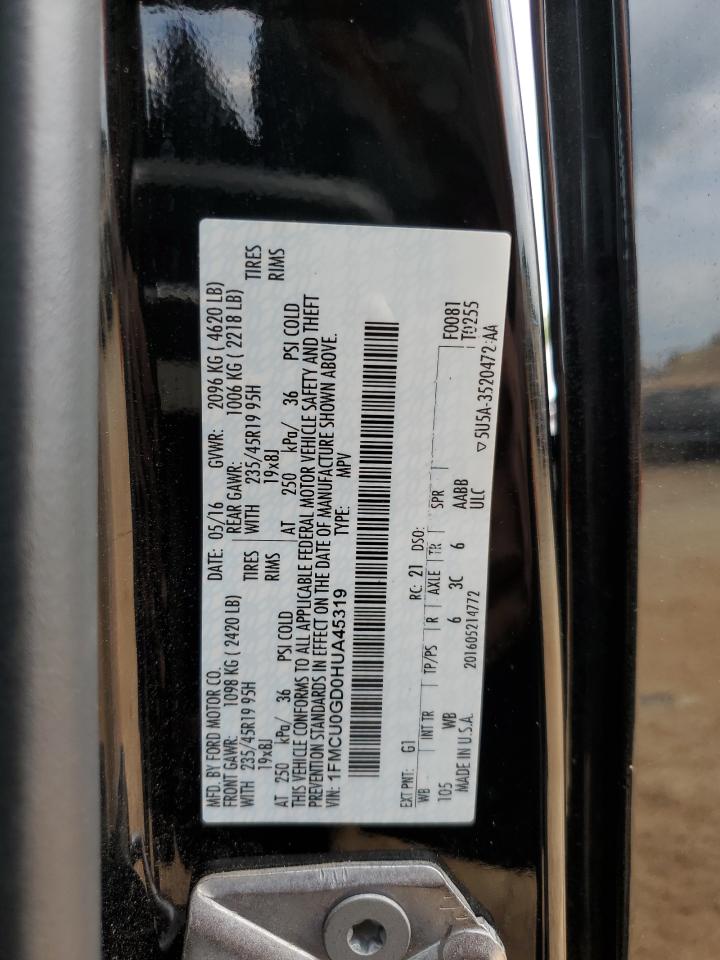 MFD. BY FORD MOTOR CO. DATE: 05/16 GVWR: 2096 KG ( 4620 LB)
FRONT GAWR: 1098 KG ( 2420 LB) REAR GAWR: 1006 KG ( 2218 LB)
WITH 235/45R19 95H TIRES WITH 235/45R19 95H TIRES
19x8J RIMS 19x8J RIMS
AT 250 kPa/ 36 PSI COLD AT 250 kPa/ 36 PSI COLD
THIS VEHICLE CONFORMS TO ALL APPLICABLE FEDERAL MOTOR VEHICLE SAFETY AND THEFT
PREVENTION STANDARDS IN EFFECT ON THE DATE OF MANUFACTURE SHOWN ABOVE.
VIN: 1FMCU0GD0HUA45319 TYPE: MPV
EXT PNT: G1 RC: 21 DSO: F0081
WB INT TR TP/PS R AXLE TR SPR T0255
105 WB 6 3C 6 AABB
MADE IN U.S.A. 201605214772 ULC
▽5U5A-3520472-AA